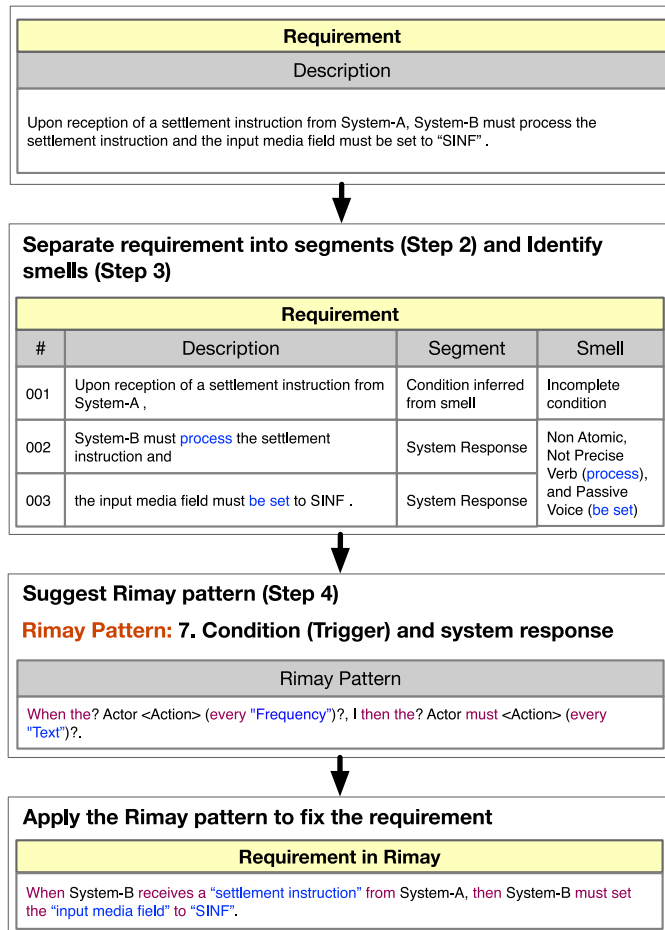 Requirement
Description
Upon reception of a settlement instruction from System-A, System-B must process the
settlement instruction and the input media field must be set to “SINF” .
Separate requirement into segments (Step 2) and Identify
smells (Step 3)
Requirement
# Description Segment Smell
001 Upon reception of a settlement instruction from
System-A ,
Condition inferred
from smell
Incomplete
condition
002 System-B must process the settlement
instruction and
System Response
Non Atomic,
Not Precise
Verb (process),
and Passive
Voice (be set)
003 the input media field must be set to SINF .
System Response
Suggest Rimay pattern (Step 4)
Rimay Pattern: 7. Condition (Trigger) and system response
Rimay Pattern
When the? Actor <Action> (every "Frequency")?, I then the? Actor must <Action> (every
"Text”)?.
Apply the Rimay pattern to fix the requirement
Requirement in Rimay
When System-B receives a “settlement instruction” from System-A, then System-B must set
the “input media field” to “SINF”.